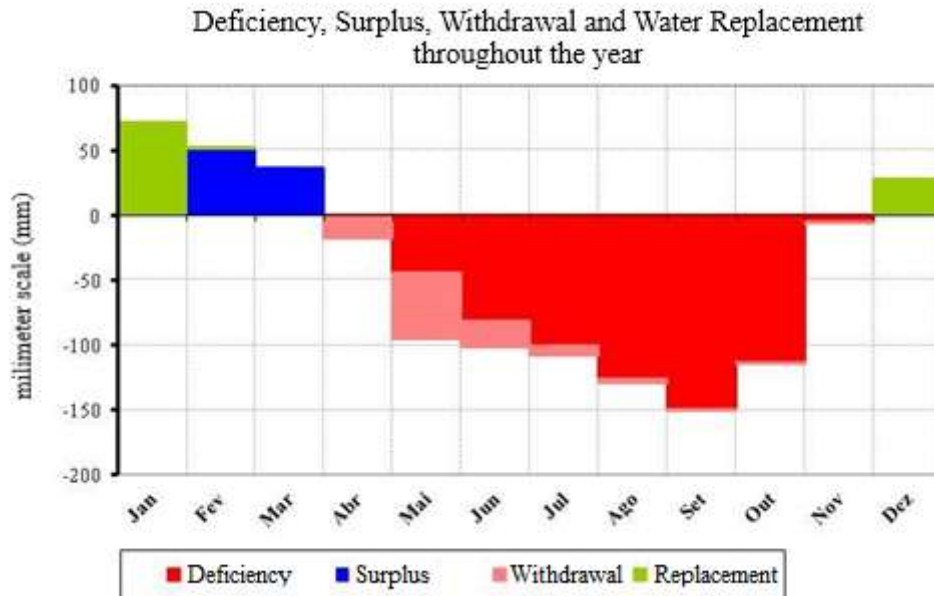 Deficiency, Surplus, Withdrawal and Water Replacement
throughout the year
milimeter scale (mm)
100
50
0
-50
-100
-150
-200
Jan Fev Mar Abr Mai Jun Jul Ago Set Out Nov Dez
Deficiency Surplus Withdrawal Replacement